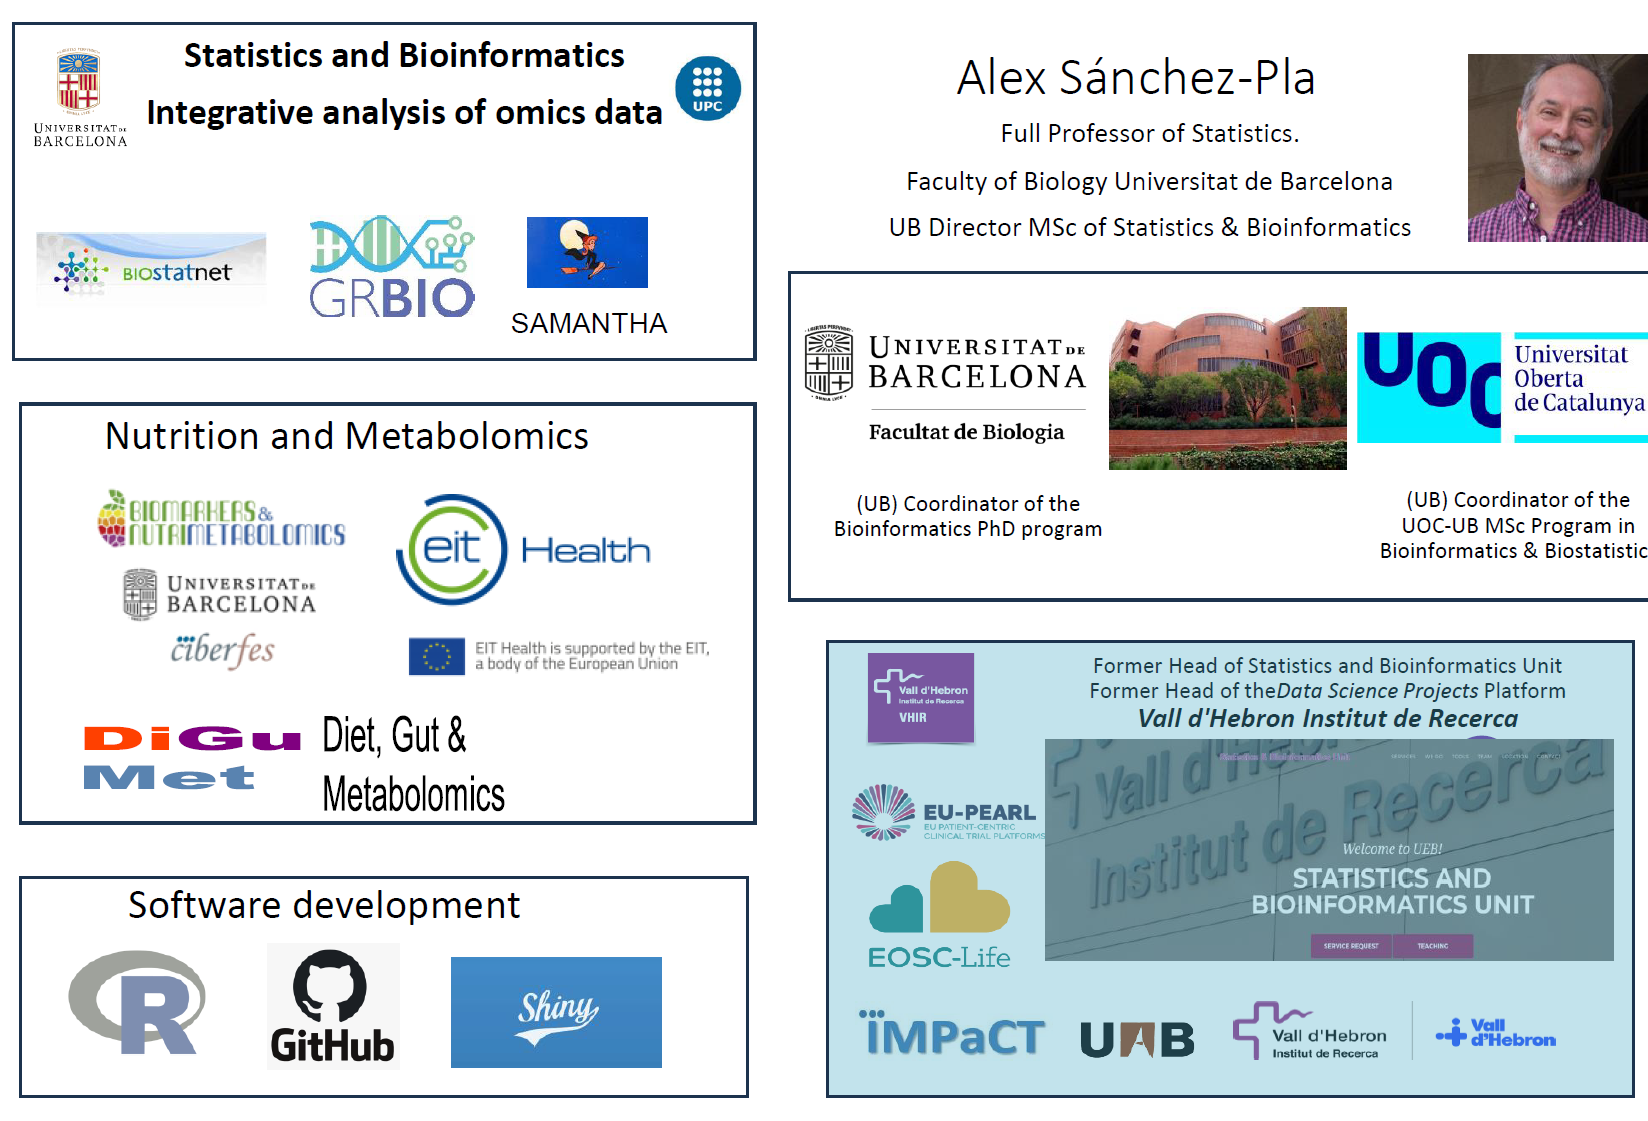 Statistics and Bioinformatics
Integrative analysis of omics data
UNIVERSITAT DE
BARCELONA
UPC
BIOSTATNET
GRBIO
SAMANTHA
Alex Sánchez-Pla
Full Professor of Statistics.
Faculty of Biology Universitat de Barcelona
UB Director MSc of Statistics & Bioinformatics
UNIVERSITAT DE
BARCELONA
Facultat de Biologia
UOC
Universitat
Oberta
de Catalunya
(UB) Coordinator of the
Bioinformatics PhD program
(UB) Coordinator of the
UOC-UB MSc Program in
Bioinformatics & Biostatistic
Nutrition and Metabolomics
BIOMARKERS &
NUTRIMETABOLOMICS
UNIVERSITAT DE
BARCELONA
ciberfes
eit Health
EIT Health is supported by the EIT,
a body of the European Union
DiGu
Met
Diet, Gut &
Metabolomics
Software development
R
GitHub
Shiny
Vall d'Hebron
Institut de Recerca
VHIR
Former Head of Statistics and Bioinformatics Unit
Former Head of theData Science Projects Platform
Vall d'Hebron Institut de Recerca
EU-PEARL
EU PATIENT-CENTRIC
CLINICAL TRIAL PLATFORMS
EOSC-Life
Vall d'
Institut de Recerca
Welcome to UEB!
STATISTICS AND
BIOINFORMATICS UNIT
SERVICE REQUEST
TEACHING
IMPaCT
UAB
Vall d'Hebron
Institut de Recerca
Vall
d'Hebron